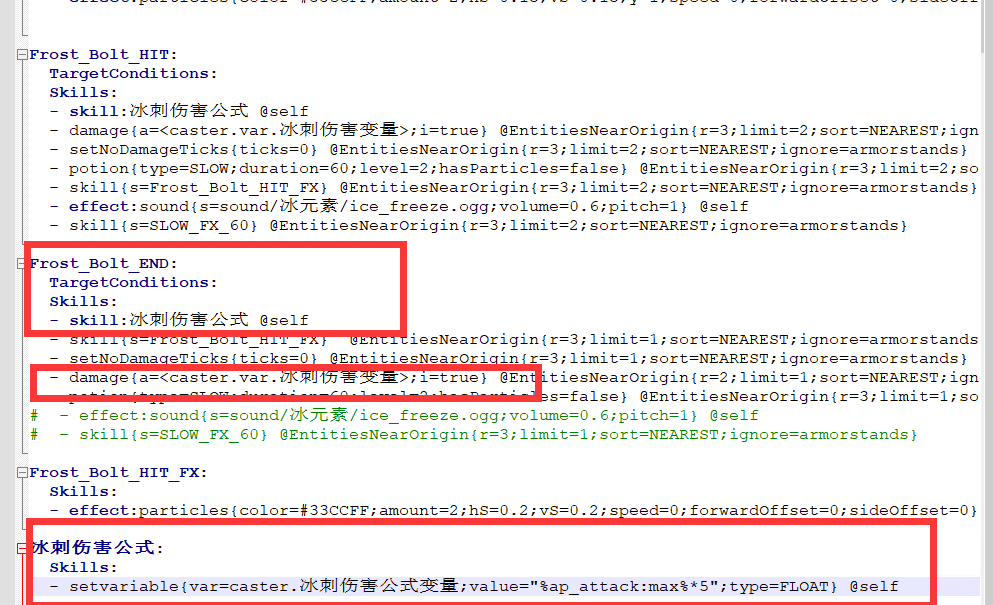 Frost_Bolt_HIT:
TargetConditions:
Skills:
- skill:冰刺伤害公式 @self
- damage{a=<caster.var.冰刺伤害变量>;i=true} @EntitiesNearOrigin{r=3;limit=2;sort=NEAREST;ign
- setNoDamageTicks{ticks=0} @EntitiesNearOrigin{r=3;limit=2;sort=NEAREST;ignore=armorstands}
- potion{type=SLOW;duration=60;level=2;hasParticles=false} @EntitiesNearOrigin{r=3;limit=2;so
- skill{s=Frost_Bolt_HIT_FX} @EntitiesNearOrigin{r=3;limit=2;sort=NEAREST;ignore=armorstands}
- effect:sound{s=sound/冰元素/ice_freeze.ogg;volume=0.6;pitch=1} @self
- skill{s=SLOW_FX_60} @EntitiesNearOrigin{r=3;limit=2;sort=NEAREST;ignore=armorstands}
Frost_Bolt_END:
TargetConditions:
Skills:
- skill:冰刺伤害公式 @self
- skill{s=Frost_Bolt_HIT_FX} @EntitiesNearOrigin{r=3;limit=1;sort=NEAREST;ignore=armorstands
- setNoDamageTicks{ticks=0} @EntitiesNearOrigin{r=3;limit=1;sort=NEAREST;ignore=armorstands}
- damage{a=<caster.var.冰刺伤害变量>;i=true} @EntitiesNearOrigin{r=2;limit=1;sort=NEAREST;ign
- potion{type=SLOW;duration=60;level=2;hasParticles=false} @EntitiesNearOrigin{r=3;limit=1;so
# - effect:sound{s=sound/冰元素/ice_freeze.ogg;volume=0.6;pitch=1} @self
# - skill{s=SLOW_FX_60} @EntitiesNearOrigin{r=3;limit=1;sort=NEAREST;ignore=armorstands}
Frost_Bolt_HIT_FX:
Skills:
- effect:particles{color=#33CCFF;amount=2;hS=0.2;vS=0.2;speed=0;forwardOffset=0;sideOffset=0}
冰刺伤害公式:
Skills:
- setvariable{var=caster.冰刺伤害公式变量;value="%ap_attack:max%*5";type=FLOAT} @self